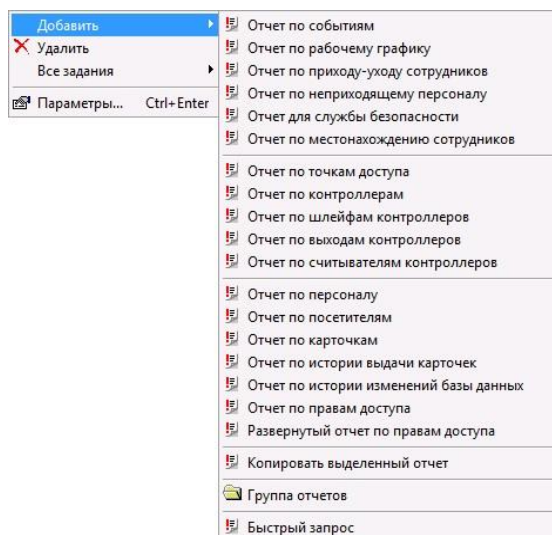 Добавить
Удалить
Все задания
Параметры... Ctrl+Enter
Отчет по событиям
Отчет по рабочему графику
Отчет по приходу-уходу сотрудников
Отчет по неприходящему персоналу
Отчет для службы безопасности
Отчет по местонахождению сотрудников
Отчет по точкам доступа
Отчет по контроллерам
Отчет по шлейфам контроллеров
Отчет по выходам контроллеров
Отчет по считывателям контроллеров
Отчет по персоналу
Отчет по посетителям
Отчет по карточкам
Отчет по истории выдачи карточек
Отчет по истории изменений базы данных
Отчет по правам доступа
Развернутый отчет по правам доступа
Копировать выделенный отчет
Группа отчетов
Быстрый запрос